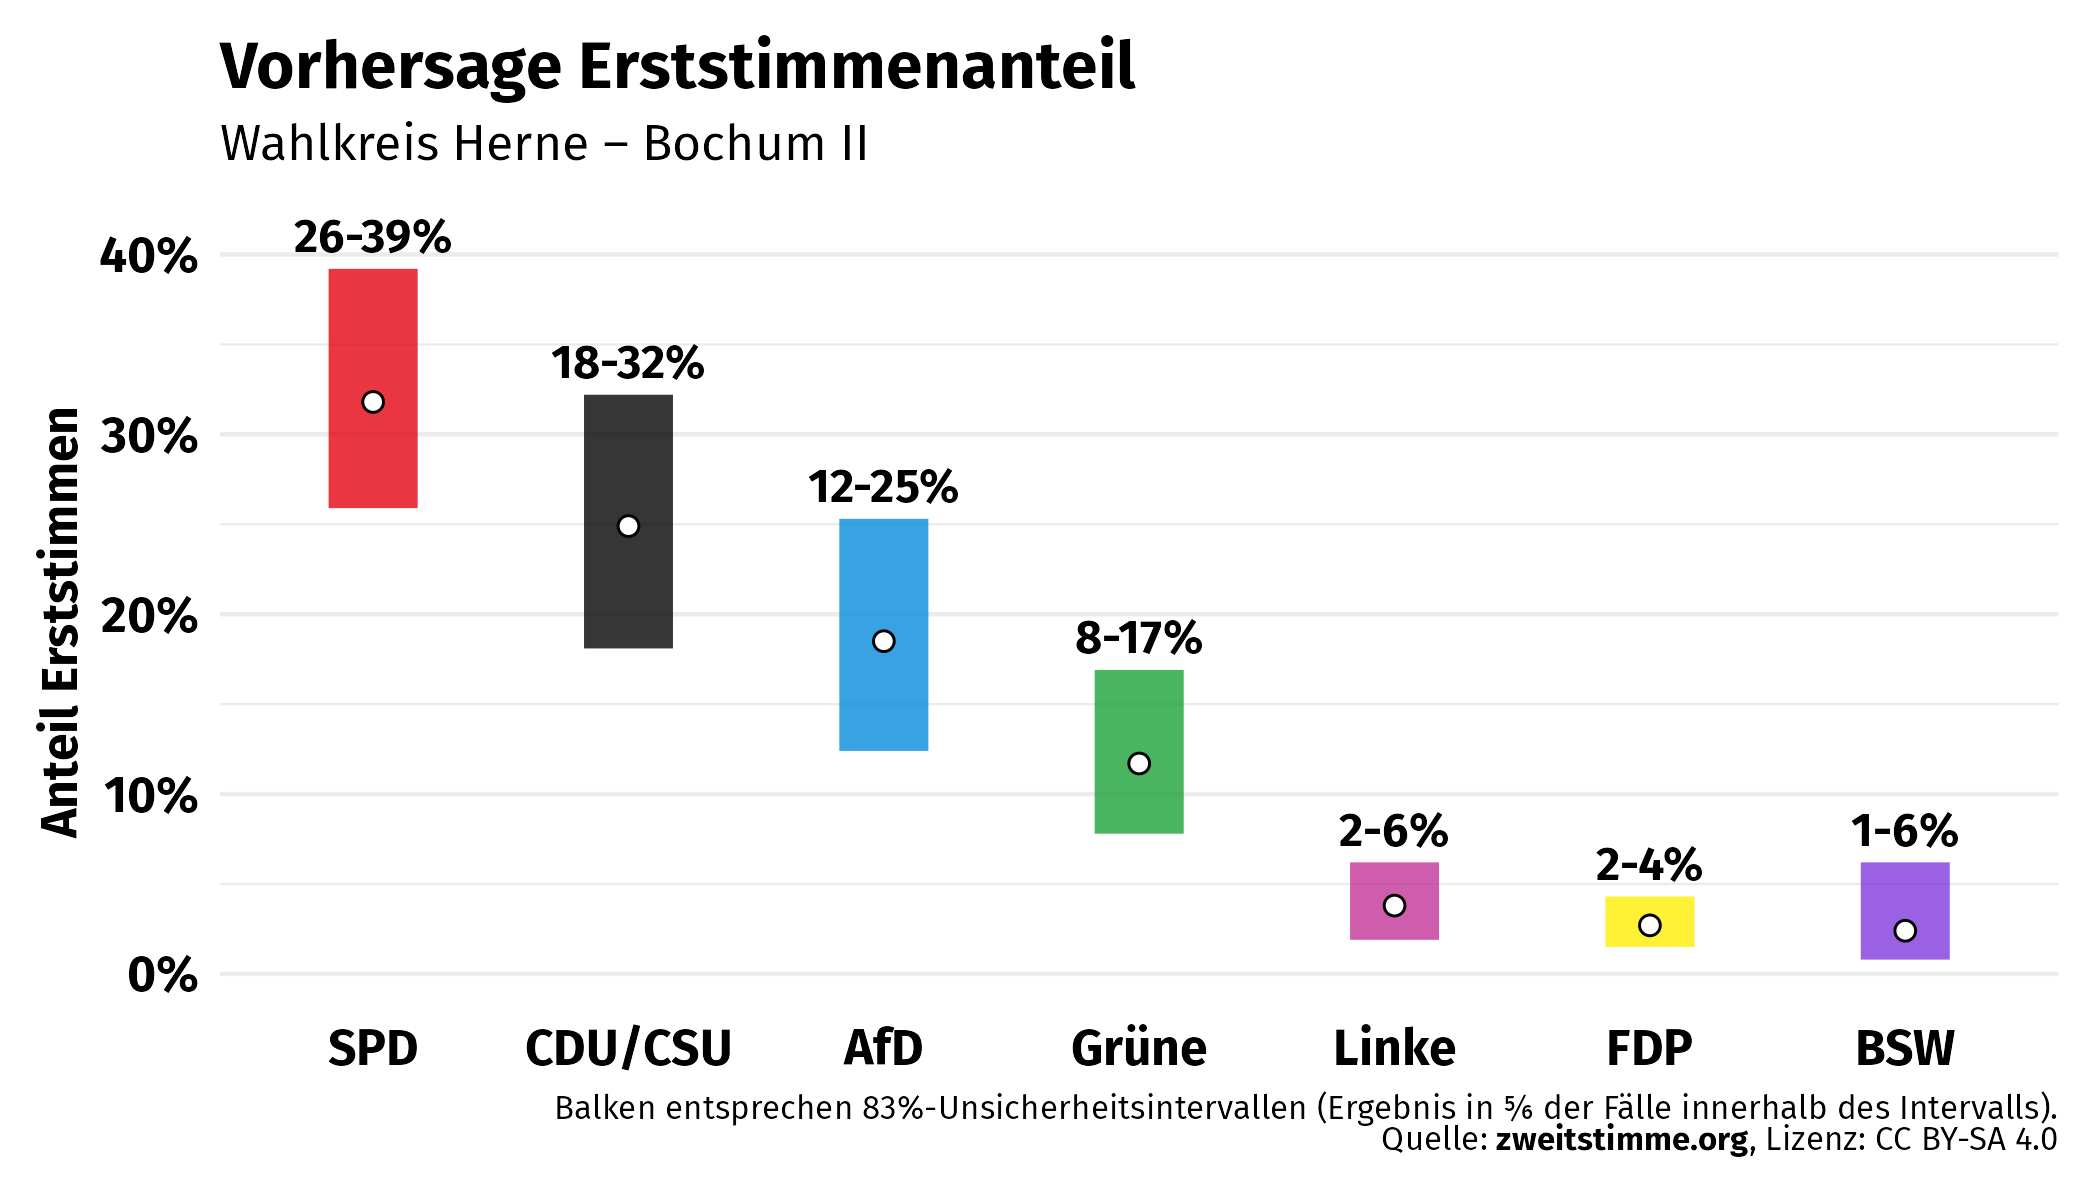 Vorhersage Erststimmenanteil
Wahlkreis Herne – Bochum II
Anteil Erststimmen
40%
30%
20%
10%
0%
26-39%
18-32%
12-25%
8-17%
2-6%
2-4%
1-6%
SPD
CDU/CSU
AfD
Grüne
Linke
FDP
BSW
Balken entsprechen 83%-Unsicherheitsintervallen (Ergebnis in ⅚ der Fälle innerhalb des Intervalls).
Quelle: zweitstimme.org, Lizenz: CC BY-SA 4.0